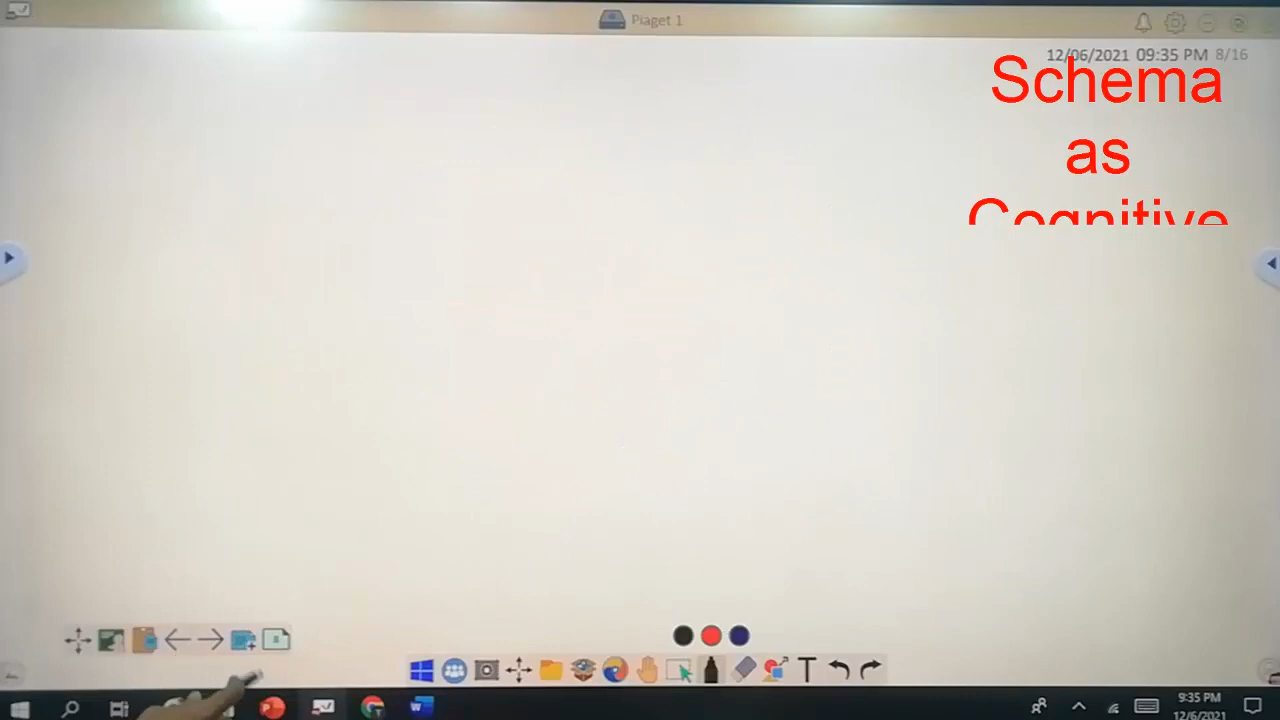 Piaget 1
12/06/2021 09:35 PM 8/16
Schema
as
Cognitive
T
9:35 PM
12/6/2021